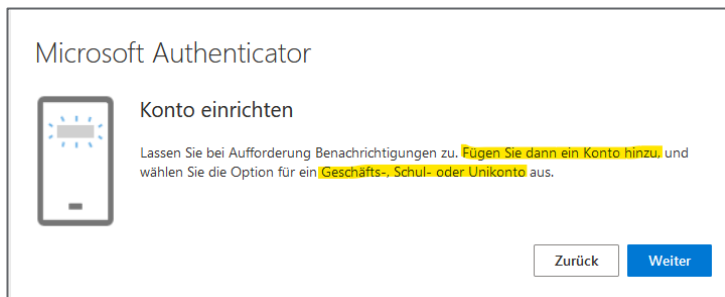 Microsoft Authenticator
Konto einrichten
Lassen Sie bei Aufforderung Benachrichtigungen zu. Fügen Sie dann ein Konto hinzu, und
wählen Sie die Option für ein Geschäfts-, Schul- oder Unikonto aus.
Zurück Weiter